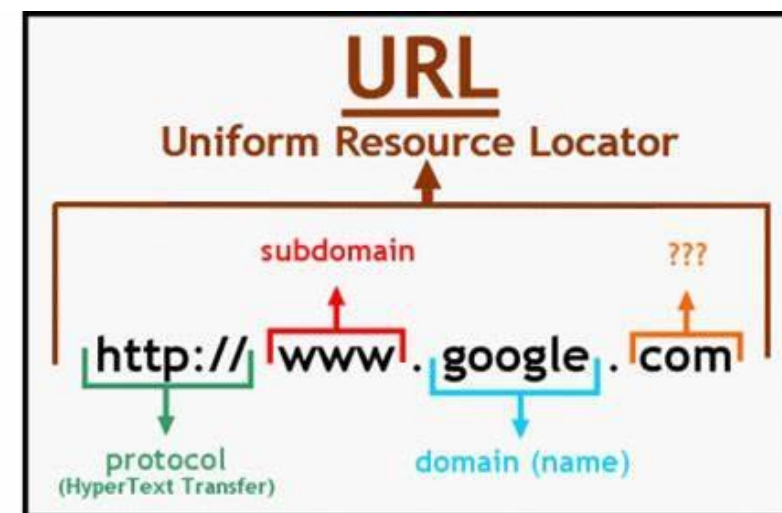 URL
Uniform Resource Locator
subdomain ???
http:// www . google . com
protocol domain (name)
(HyperText Transfer)